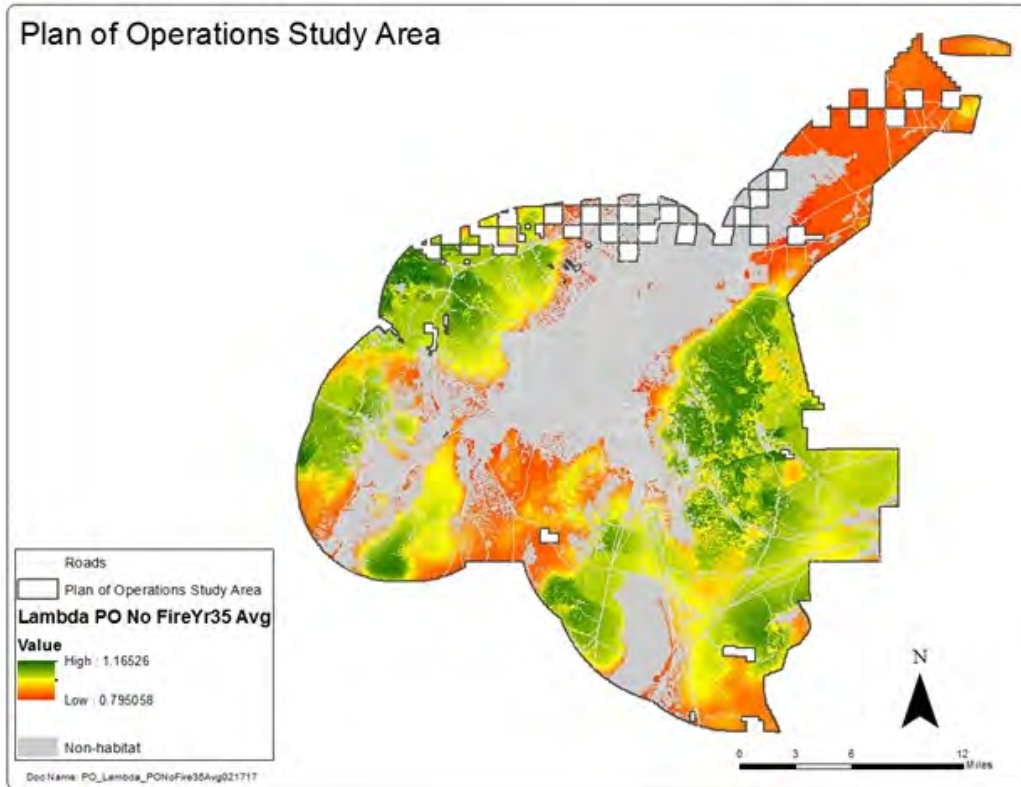 Plan of Operations Study Area
Roads
Plan of Operations Study Area
Lambda PO No FireYr35 Avg
Value
High : 1.16526
Low : 0.795058
Non-habitat
N
0 3 6 12
Miles
Doc Name: PO_Lambda_PONoFire35Avg021717